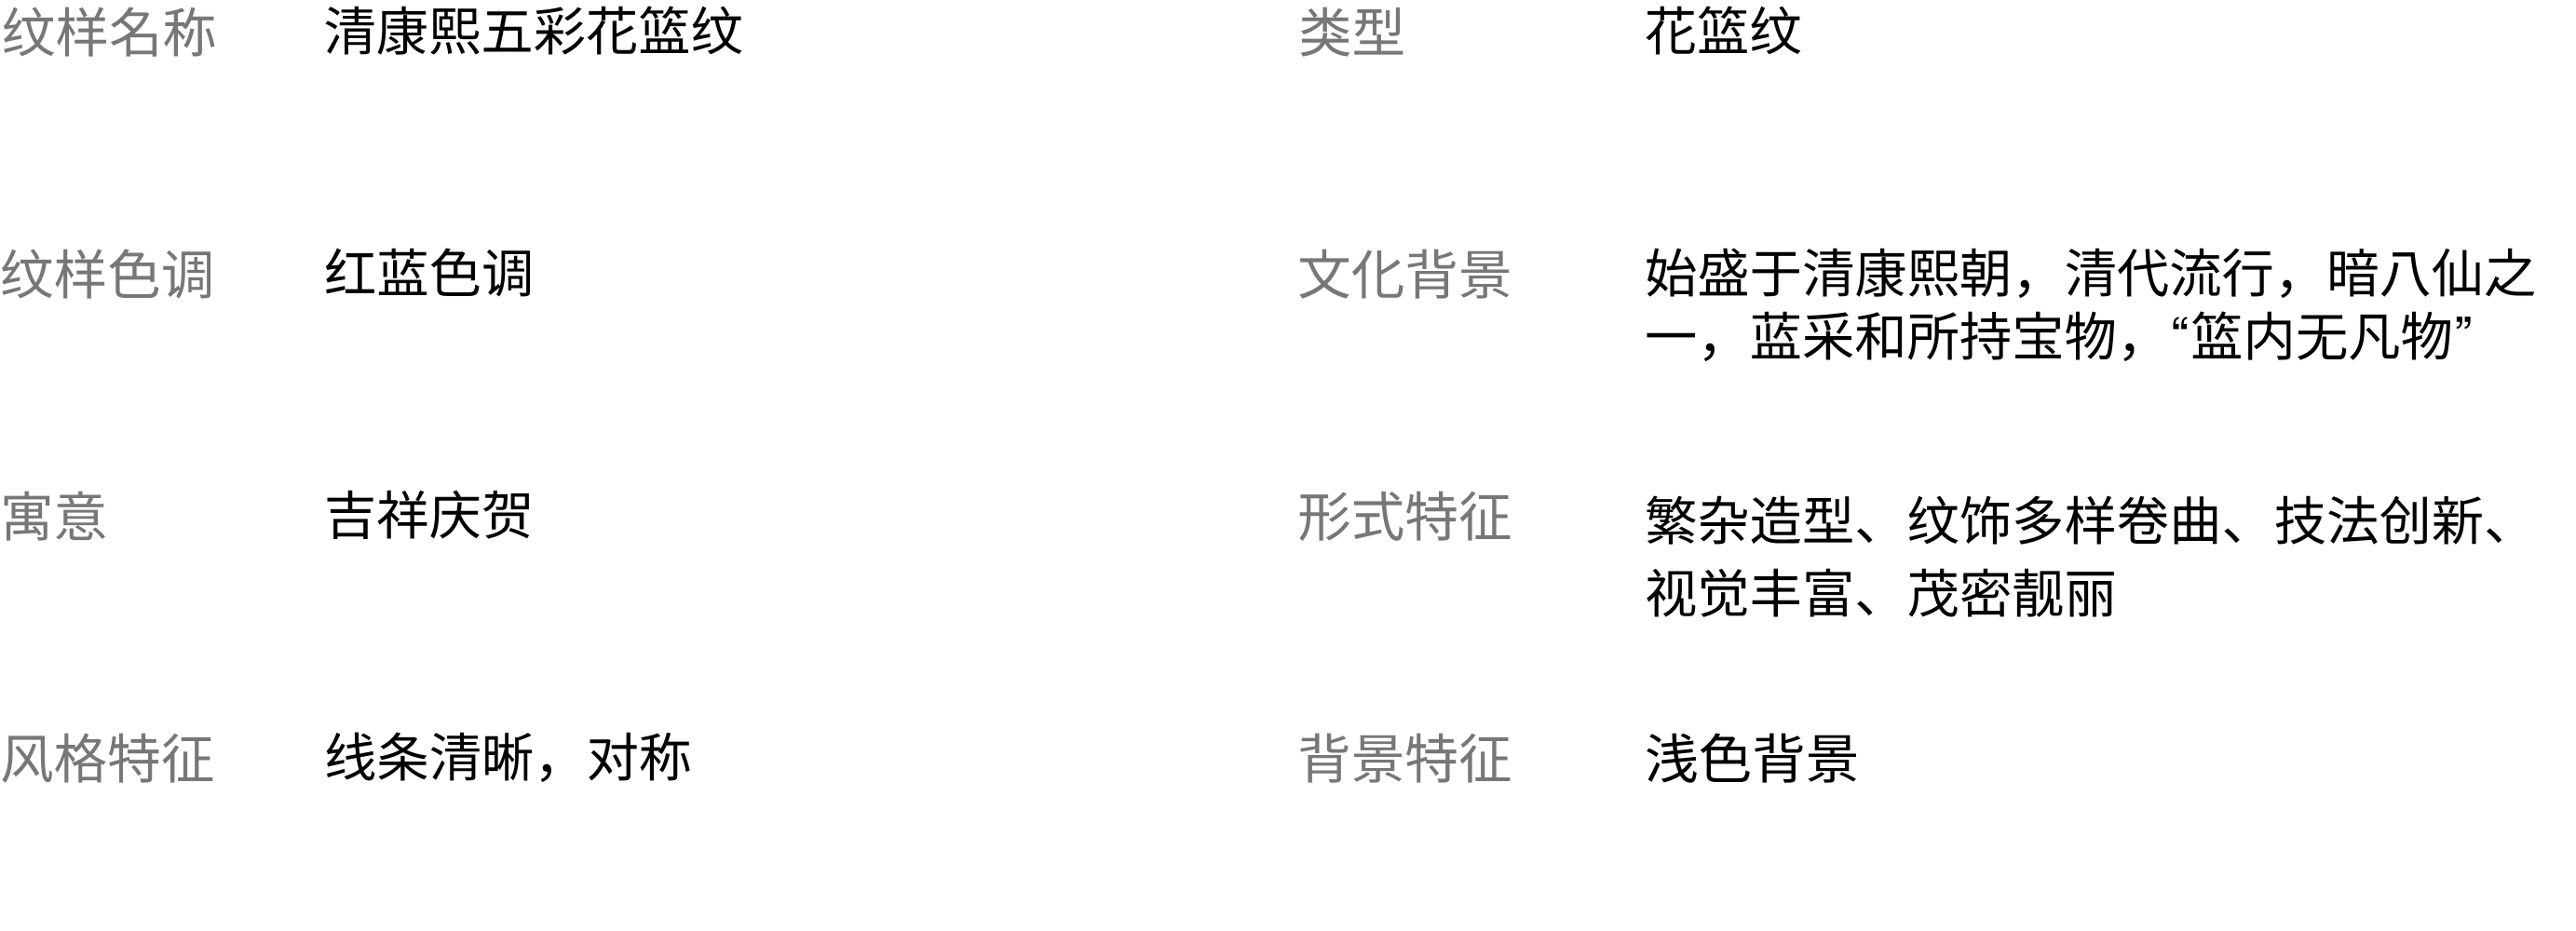 纹样名称 清康熙五彩花篮纹 类型 花篮纹
纹样色调 红蓝色调 文化背景 始盛于清康熙朝，清代流行，暗八仙之
一，蓝采和所持宝物，“篮内无凡物”
寓意 吉祥庆贺 形式特征 繁杂造型、纹饰多样卷曲、技法创新、
视觉丰富、茂密靓丽
风格特征 线条清晰，对称 背景特征 浅色背景